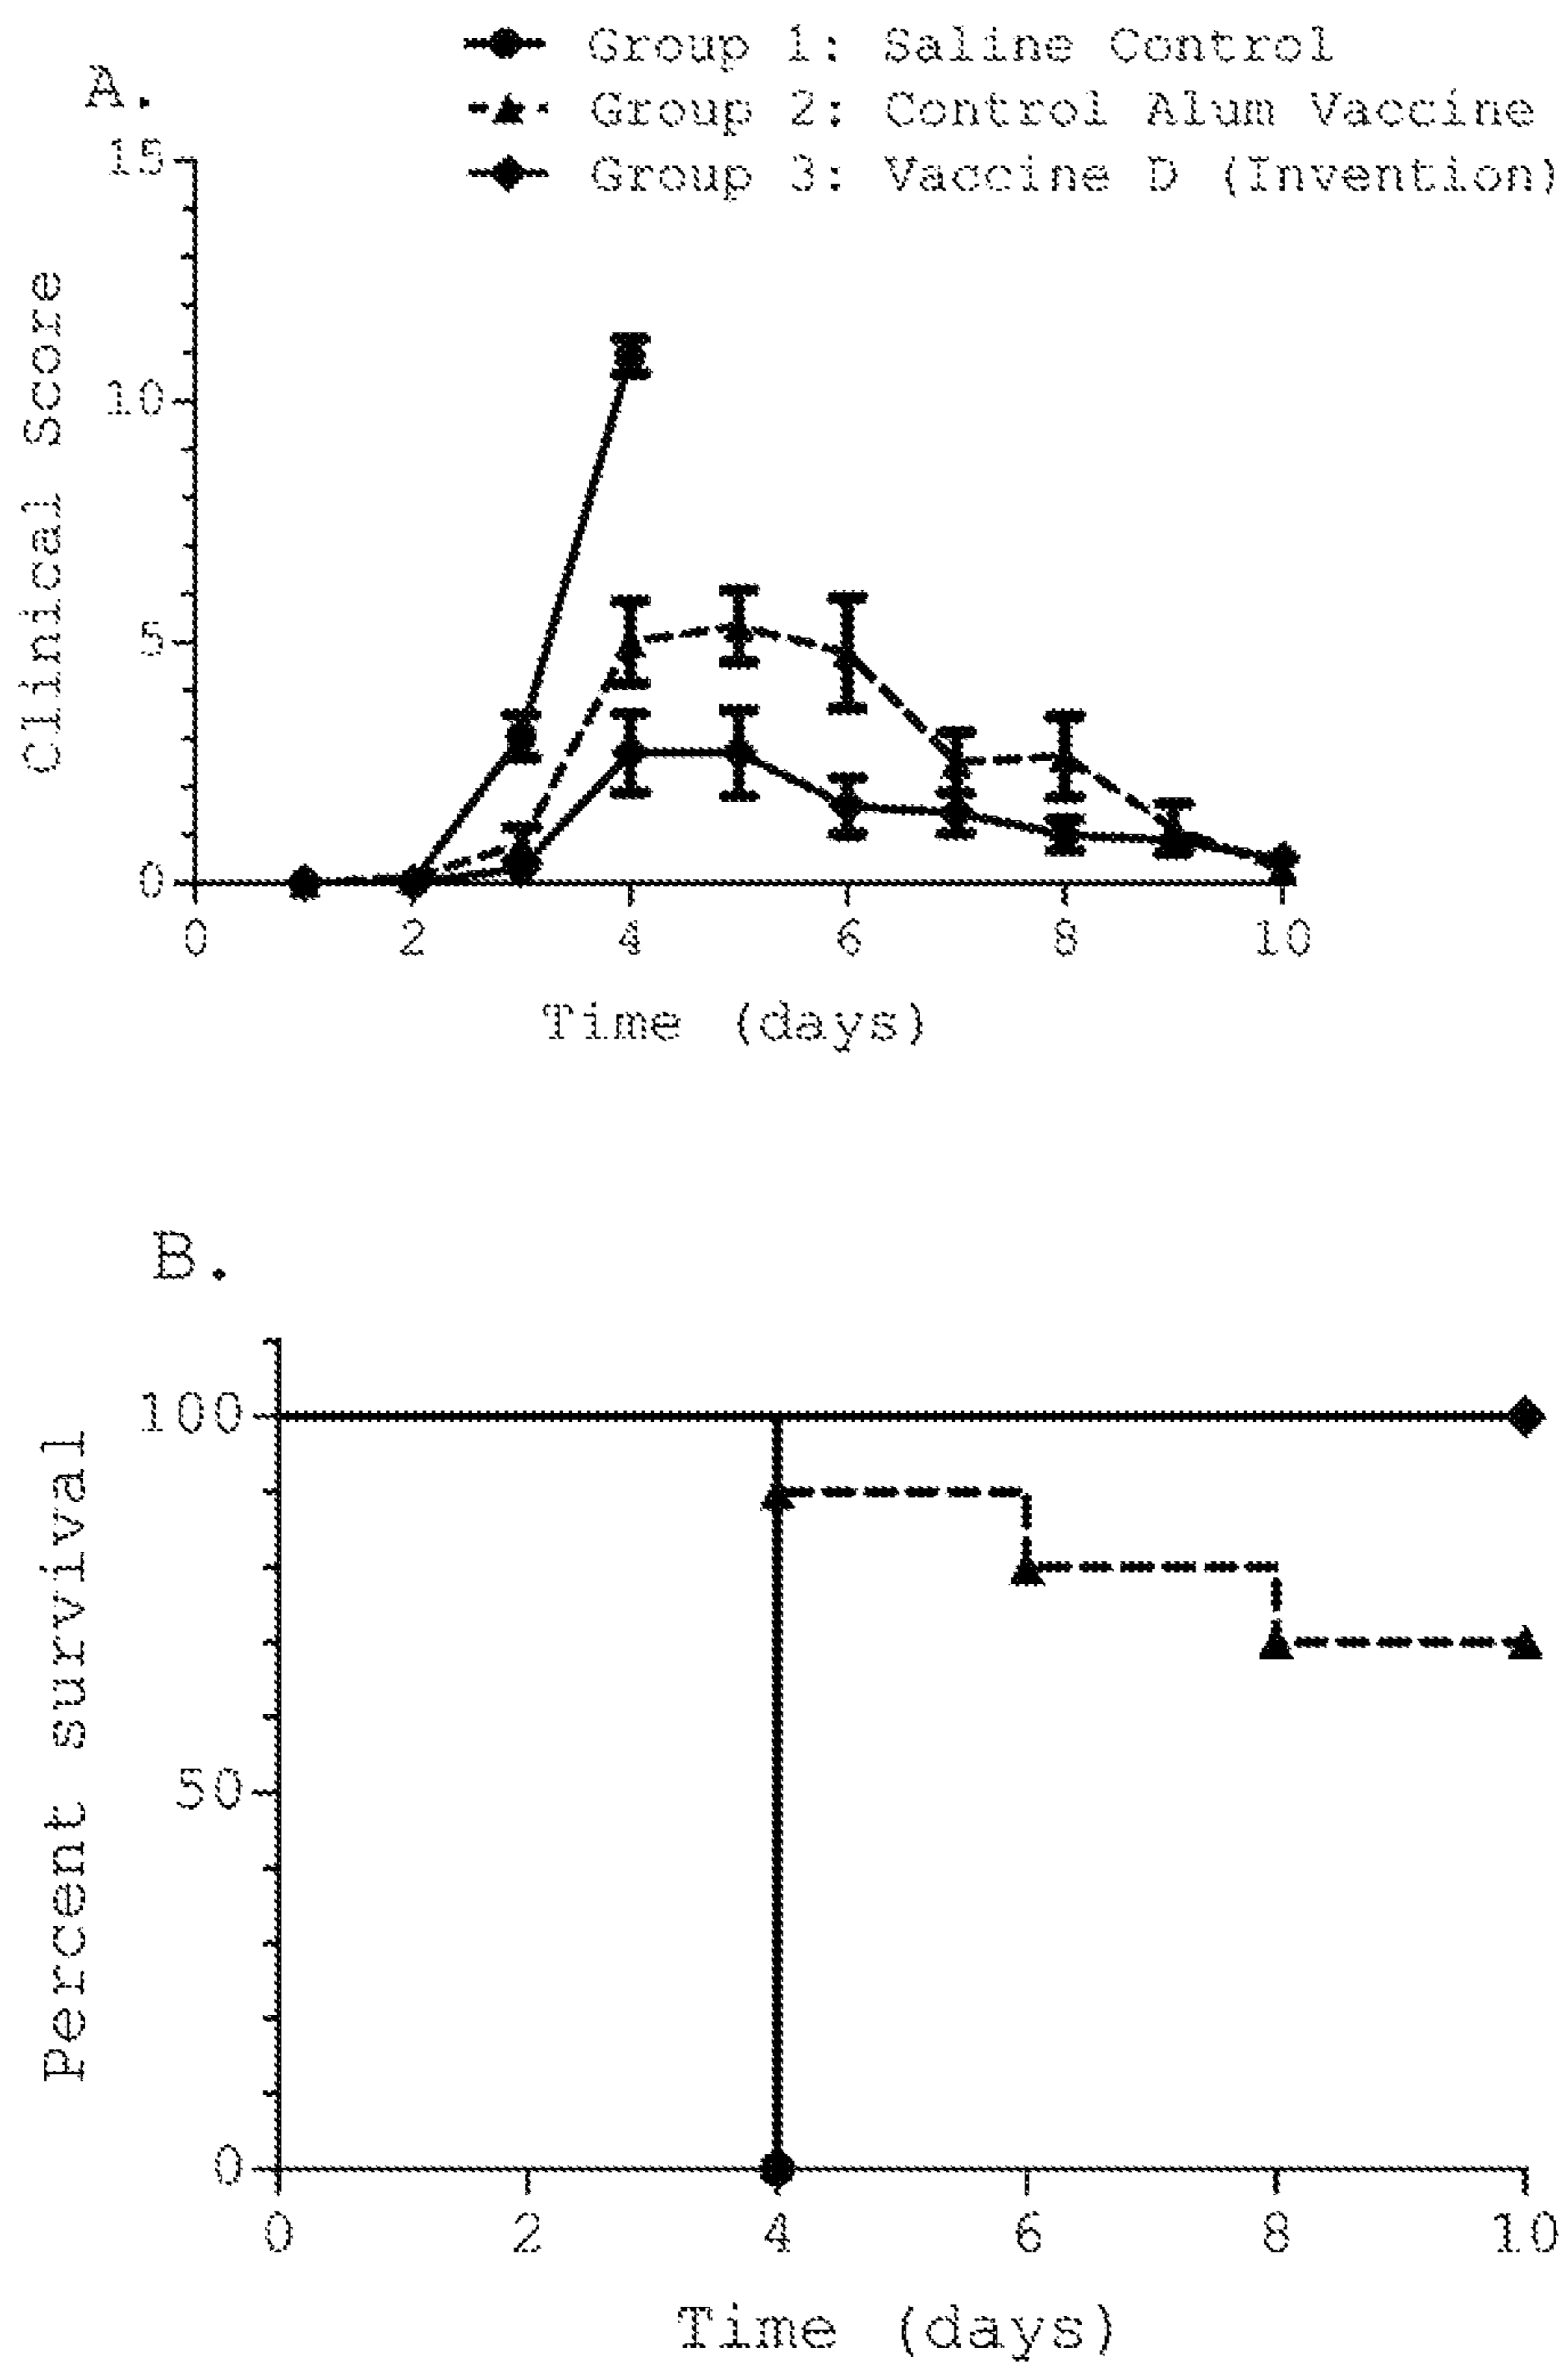 Group 1: Saline Control
A.
Group 2: Control Alum Vaccine
Group 3: Vaccine D (Invention)
15
10
5
0
Clinical Score
0 2 4 6 8 10
Time (days)
B.
100
50
0
Percent survival
0 2 4 6 8 10
Time (days)